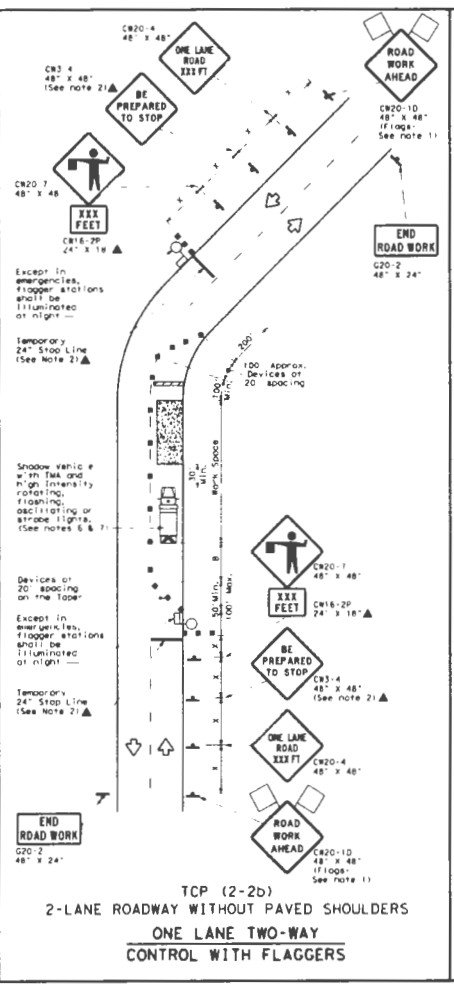 CW20-4
48" X 48"
ONE LANE
ROAD
XXX FT
ROAD
WORK
AHEAD
CW3-4
48" X 48"
(See note 2)▲
BE
PREPARED
TO STOP
CW20-1D
48" X 48"
(Flags-
See note 1)
CW20-7
48" X 48"
XXX
FEET
CW16-2P
24" X 18" ▲
END
ROAD WORK
G20-2
48" X 24"
Except in
emergencies,
flagger stations
shall be
illuminated
at night
Temporary
24" Stop Line
(See Note 2)▲
200'
100' Approx.
Devices at
20' spacing
100'
Min.
30'
Min.
Work Space
Shadow Vehicle
with TMA and
high intensity
rotating,
flashing,
oscillating or
strobe lights.
(See notes 6 & 7)
B
50' Min.
100' Max.
CW20-7
48" X 48"
XXX
FEET
CW16-2P
24" X 18"▲
Devices at
20' spacing
on the Taper
Except in
emergencies,
flagger stations
shall be
illuminated
at night
BE
PREPARED
TO STOP
CW3-4
48" X 48"
(See note 2)▲
Temporary
24" Stop Line
(See Note 2)▲
ONE LANE
ROAD
XXX FT
CW20-4
48" X 48"
X
X
X
X
END
ROAD WORK
G20-2
48" X 24"
ROAD
WORK
AHEAD
CW20-1D
48" X 48"
(Flags-
See note 1)
TCP (2-2b)
2-LANE ROADWAY WITHOUT PAVED SHOULDERS
ONE LANE TWO-WAY
CONTROL WITH FLAGGERS